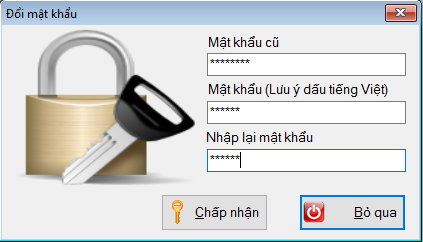 Đổi mật khẩu
Mật khẩu cũ
********
Mật khẩu (Lưu ý dấu tiếng Việt)
******
Nhập lại mật khẩu
******
Chấp nhận
Bỏ qua